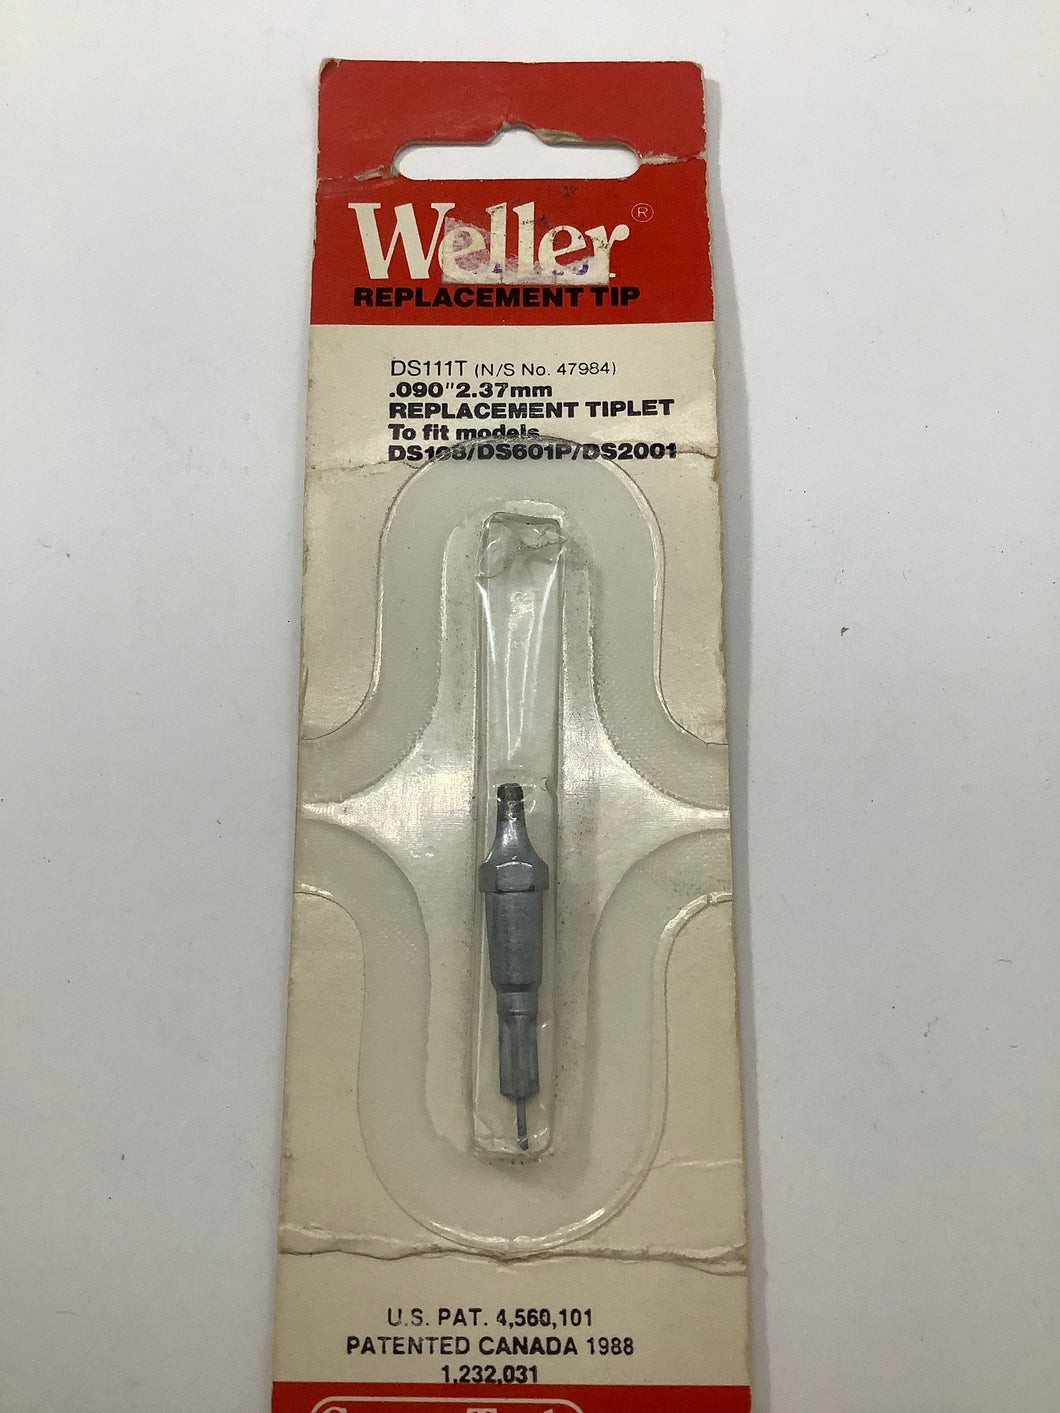 Weller®
REPLACEMENT TIP
DS111T (N/S No. 47984)
.090"2.37mm
REPLACEMENT TIPLET
To fit models
DS108/DS601P/DS2001
U.S. PAT. 4,560,101
PATENTED CANADA 1988
1,232,031